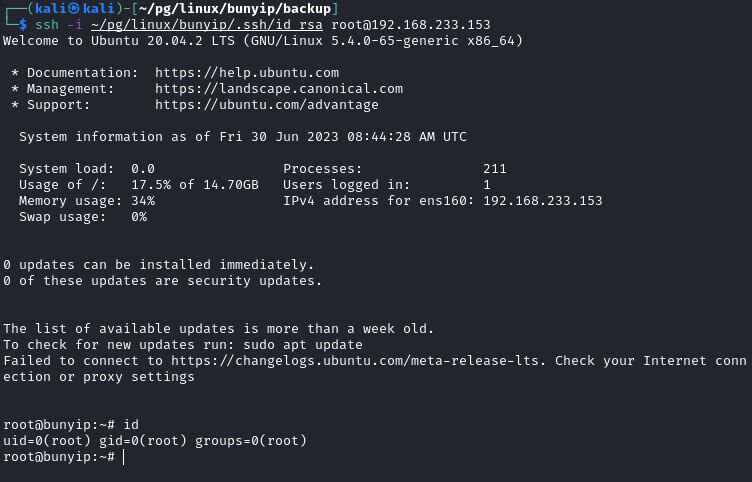 ┌──(kali㉿kali)-[~/pg/linux/bunyip/backup]
└─$ ssh -i ~/pg/linux/bunyip/.ssh/id_rsa root@192.168.233.153
Welcome to Ubuntu 20.04.2 LTS (GNU/Linux 5.4.0-65-generic x86_64)
* Documentation:  https://help.ubuntu.com
* Management:     https://landscape.canonical.com
* Support:        https://ubuntu.com/advantage
System information as of Fri 30 Jun 2023 08:44:28 AM UTC
System load:  0.0                Processes:               211
Usage of /:   17.5% of 14.70GB   Users logged in:         1
Memory usage: 34%                IPv4 address for ens160: 192.168.233.153
Swap usage:   0%
0 updates can be installed immediately.
0 of these updates are security updates.
The list of available updates is more than a week old.
To check for new updates run: sudo apt update
Failed to connect to https://changelogs.ubuntu.com/meta-release-lts. Check your Internet conn
ection or proxy settings
root@bunyip:~# id
uid=0(root) gid=0(root) groups=0(root)
root@bunyip:~#